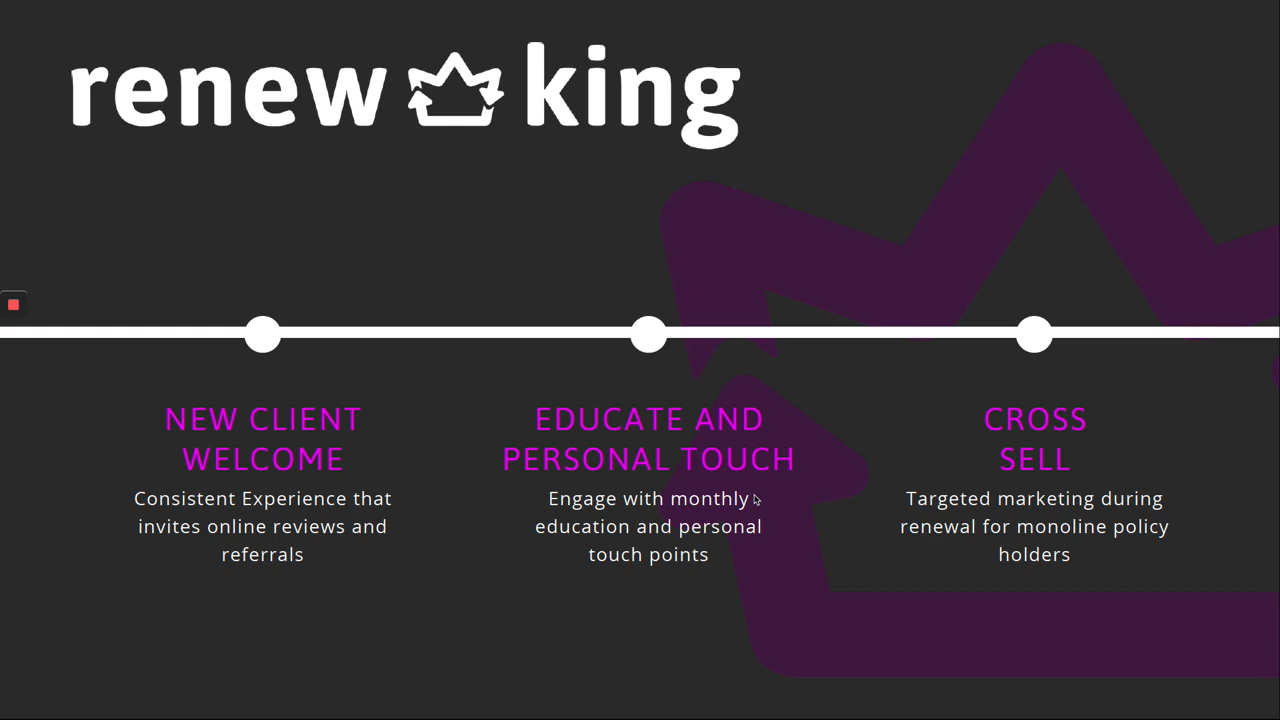 renew king
NEW CLIENT
WELCOME
Consistent Experience that
invites online reviews and
referrals
EDUCATE AND
PERSONAL TOUCH
Engage with monthly
education and personal
touch points
CROSS
SELL
Targeted marketing during
renewal for monoline policy
holders